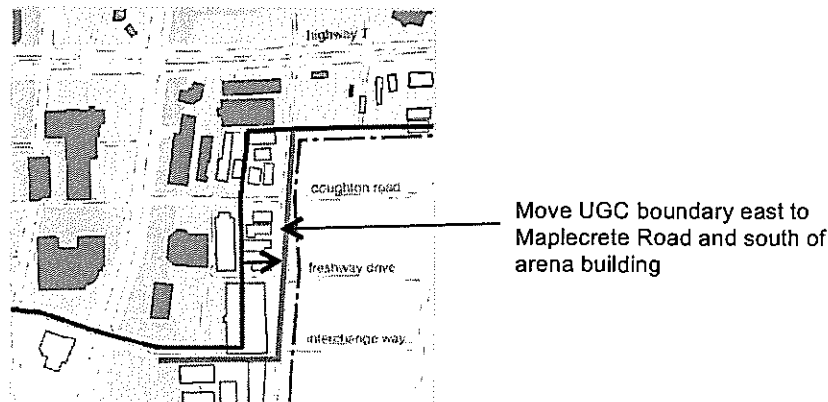 highway 7
doughton road
Move UGC boundary east to
Maplecrete Road and south of
arena building
freshway drive
interchange way